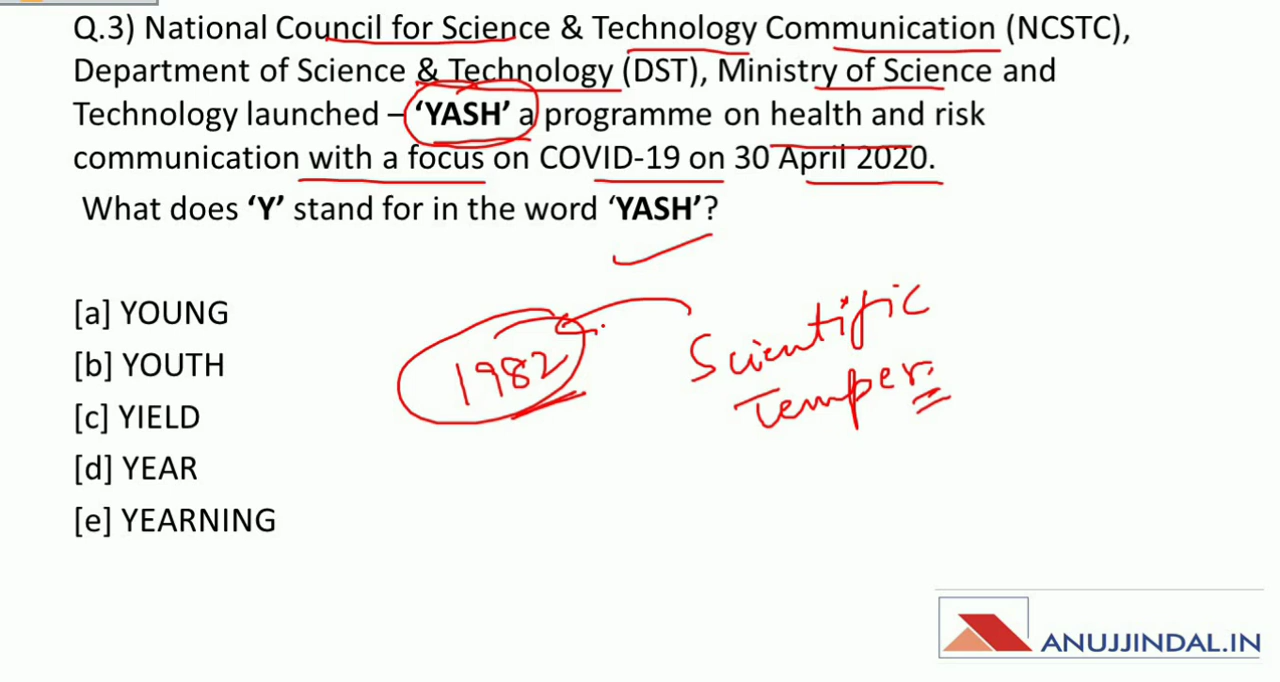 Q.3) National Council for Science & Technology Communication (NCSTC),
Department of Science & Technology (DST), Ministry of Science and
Technology launched – ‘YASH’ a programme on health and risk
communication with a focus on COVID-19 on 30 April 2020.
What does ‘Y’ stand for in the word ‘YASH’?
[a] YOUNG
[b] YOUTH
[c] YIELD
[d] YEAR
[e] YEARNING
1982
Scientific
Temper
ANUJJINDAL.IN